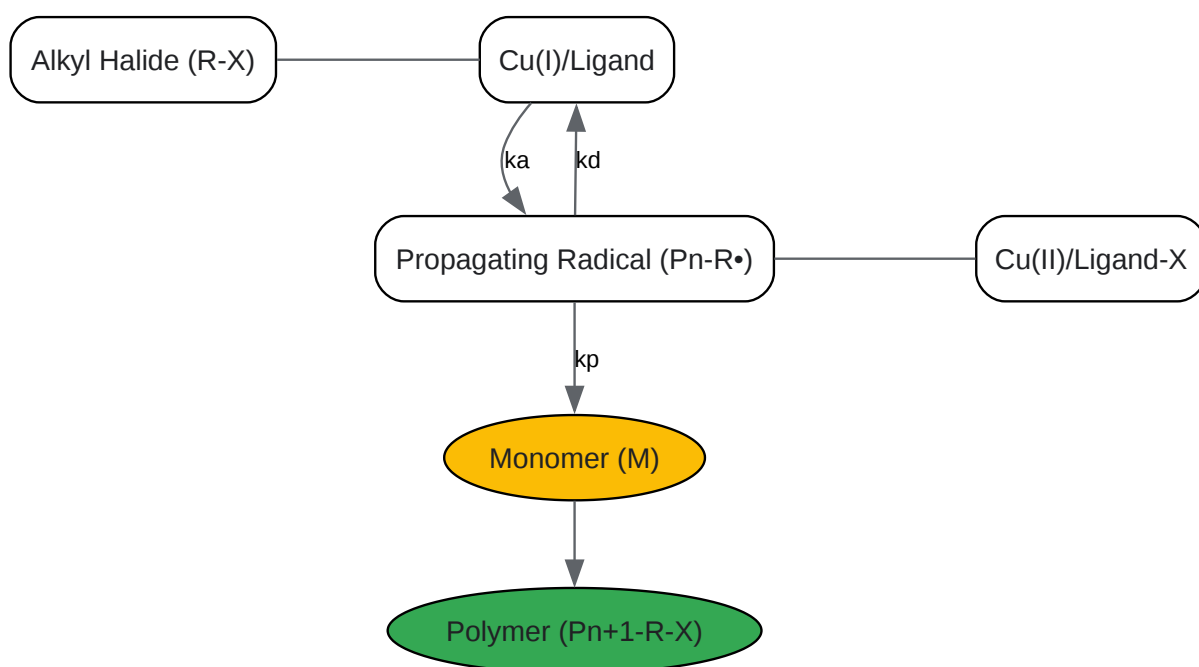 Alkyl Halide (R-X)
Cu(I)/Ligand
ka
kd
Propagating Radical (Pn-R•)
Cu(II)/Ligand-X
kp
Monomer (M)
Polymer (Pn+1-R-X)